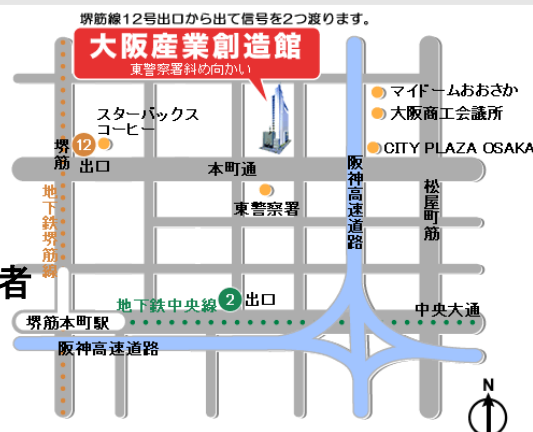 堺筋線12号出口から出て信号を2つ渡ります。
大阪産業創造館
東警察署斜め向かい
マイドームおおさか
大阪商工会議所
CITY PLAZA OSAKA
スターバックス
コーヒー
堺筋
12
出口
本町通
東警察署
阪神高速道路
松屋町筋
地下鉄堺筋線
者
地下鉄中央線
2
出口
中央大通
堺筋本町駅
阪神高速道路
N